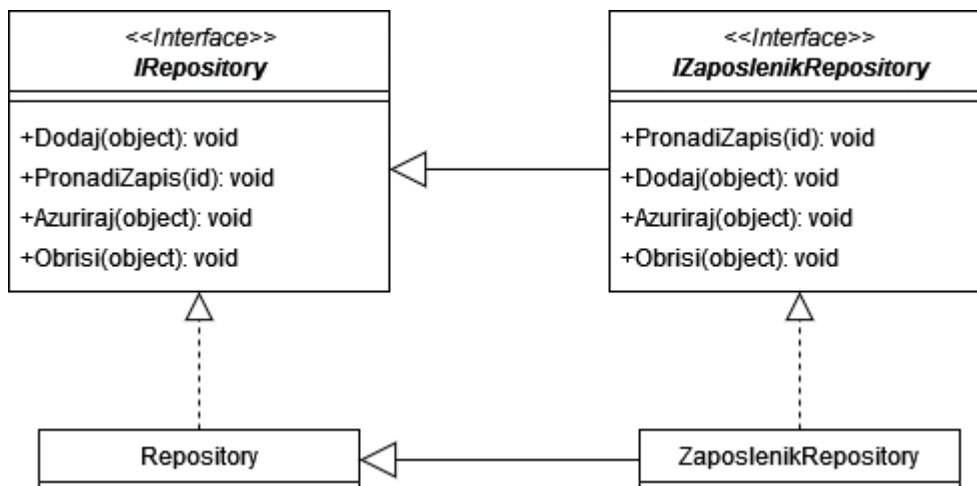 <<Interface>>
IRepository
+Dodaj(object): void
+PronadiZapis(id): void
+Azuriraj(object): void
+Obrisi(object): void
<<Interface>>
IZaposlenikRepository
+PronadiZapis(id): void
+Dodaj(object): void
+Azuriraj(object): void
+Obrisi(object): void
Repository
ZaposlenikRepository